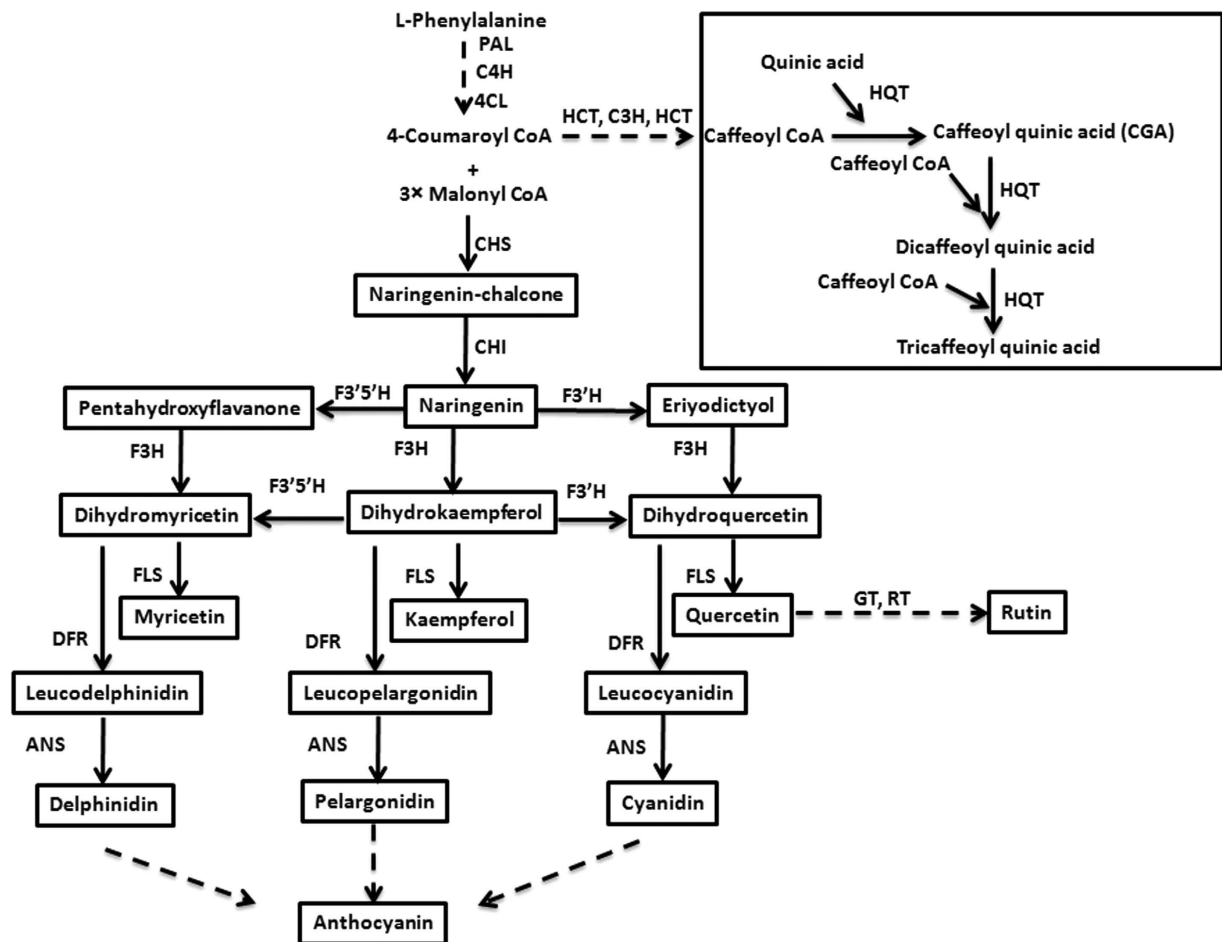 L-Phenylalanine
PAL
C4H
4CL
4-Coumaroyl CoA
+
3× Malonyl CoA
HCT, C3H, HCT
Quinic acid
HQT
Caffeoyl CoA
Caffeoyl quinic acid (CGA)
Caffeoyl CoA
HQT
Dicaffeoyl quinic acid
Caffeoyl CoA
HQT
Tricaffeoyl quinic acid
CHS
Naringenin-chalcone
CHI
Pentahydroxyflavanone
F3'5'H
Naringenin
F3'H
Eriyodictyol
F3H
F3H
F3H
Dihydromyricetin
F3'5'H
Dihydrokaempferol
F3'H
Dihydroquercetin
FLS
FLS
FLS
Myricetin
Kaempferol
Quercetin
GT, RT
Rutin
DFR
DFR
DFR
Leucodelphinidin
Leucopelargonidin
Leucocyanidin
ANS
ANS
ANS
Delphinidin
Pelargonidin
Cyanidin
Anthocyanin